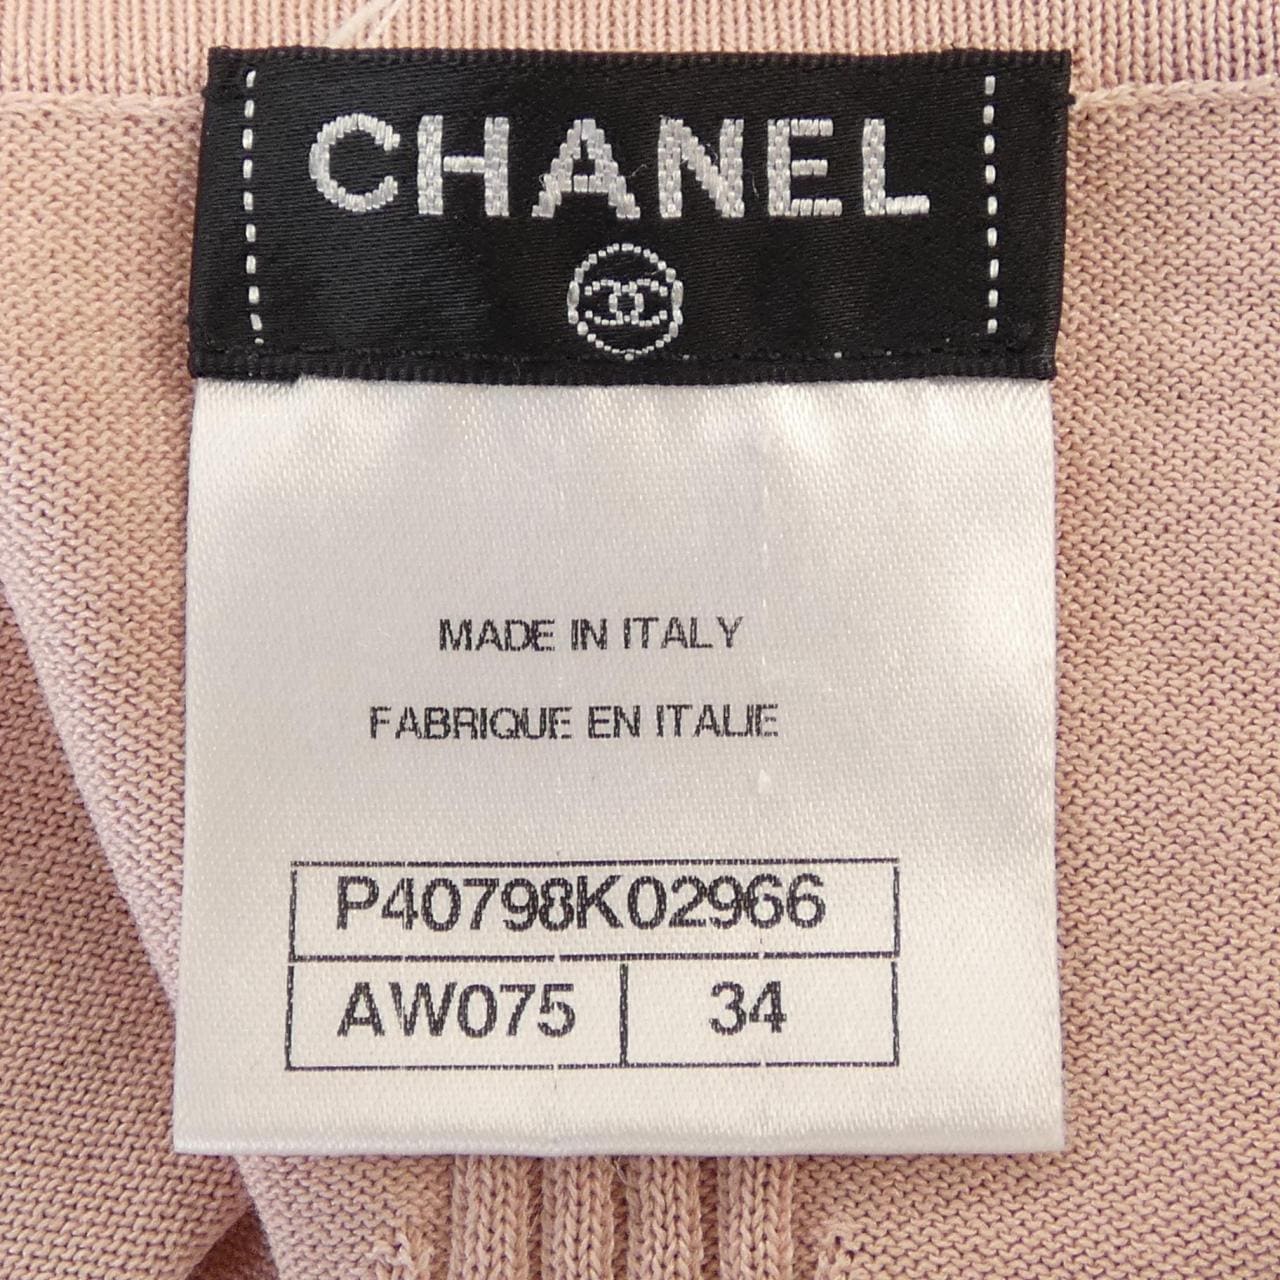 CHANEL
MADE IN ITALY
FABRIQUE EN ITALIE
P40798K02966
AW075 34